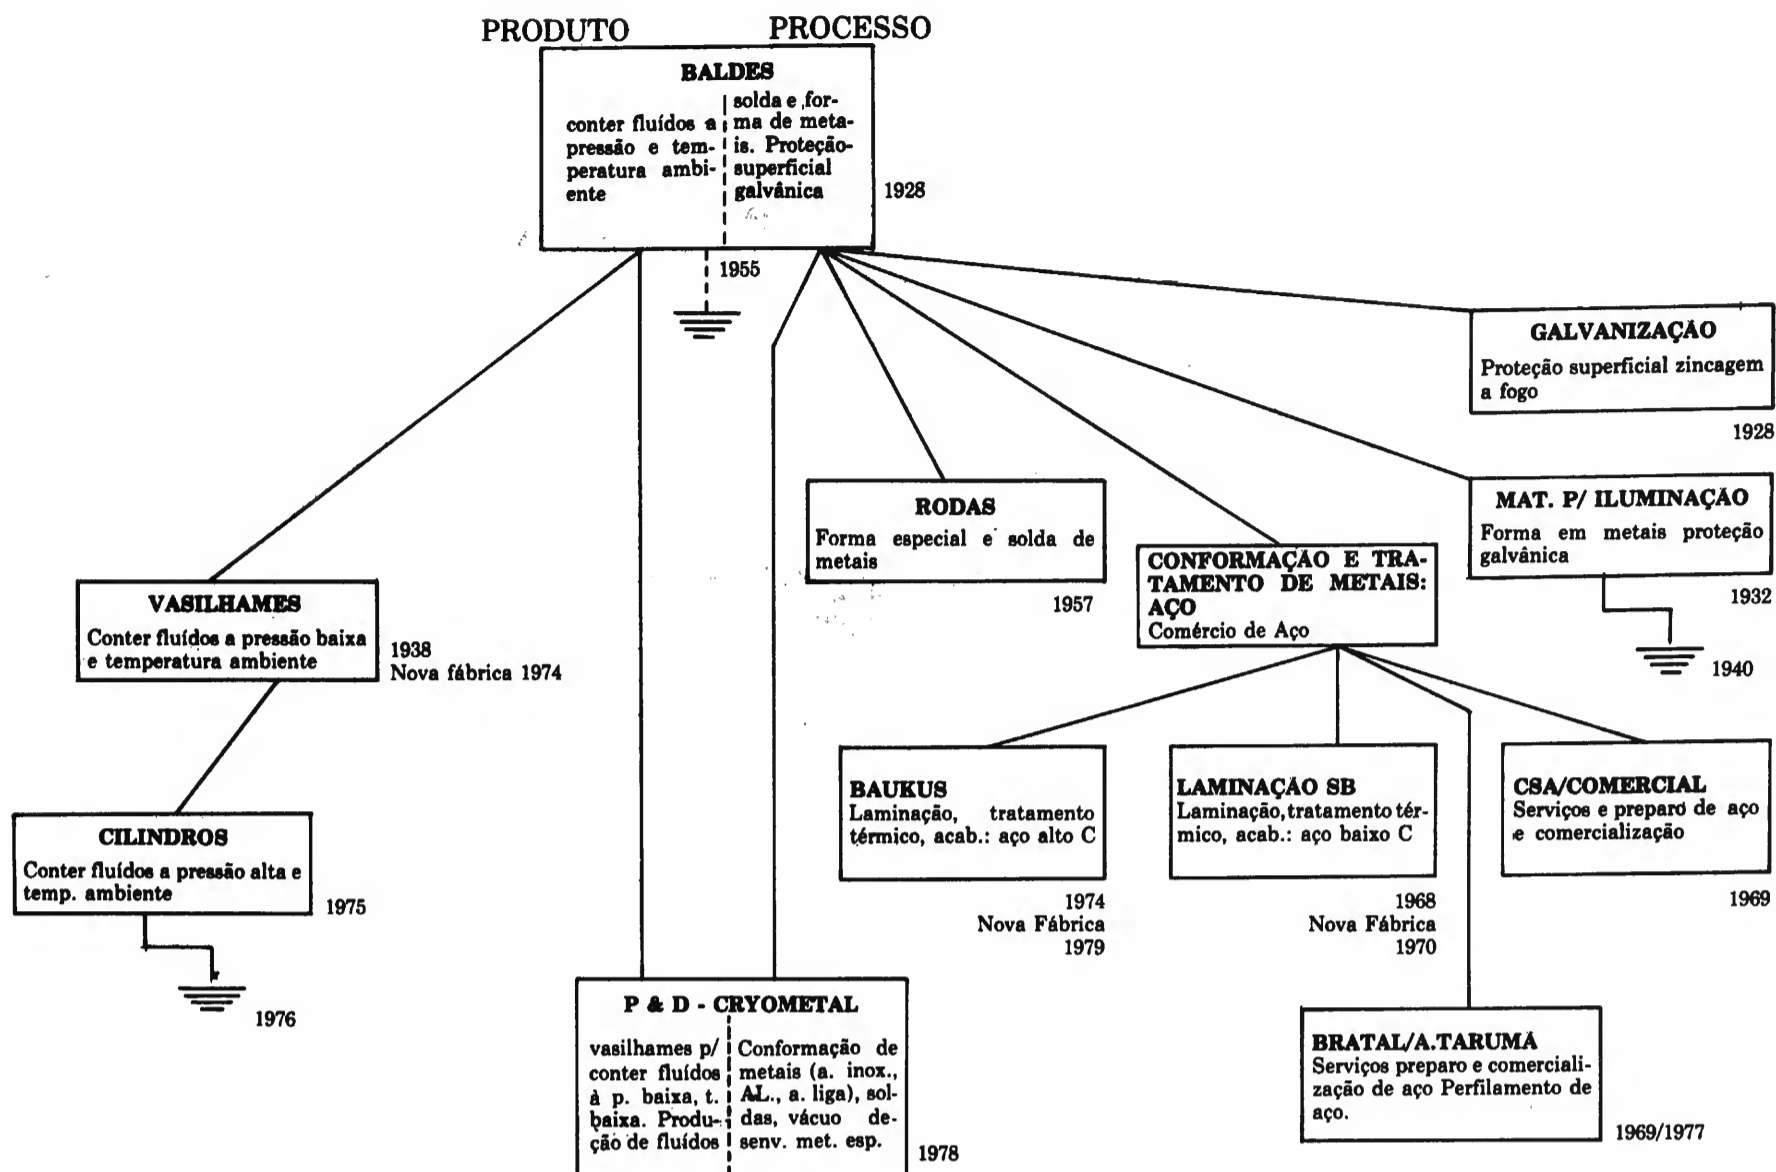 PRODUTO PROCESSO
BALDES
conter fluídos a
pressão e tem-
peratura ambi-
ente
solda e for-
ma de meta-
is. Proteção-
superficial
galvânica
1928
1955
GALVANIZAÇÃO
Proteção superficial zincagem
a fogo
1928
MAT. P/ ILUMINAÇÃO
Forma em metais proteção
galvânica
1932
1940
RODAS
Forma especial e solda de
metais
1957
CONFORMAÇÃO E TRA-
TAMENTO DE METAIS:
AÇO
Comércio de Aço
VASILHAMES
Conter fluídos a pressão baixa
e temperatura ambiente
1938
Nova fábrica 1974
CILINDROS
Conter fluídos a pressão alta e
temp. ambiente
1975
1976
BAUKUS
Laminação, tratamento
térmico, acab.: aço alto C
1974
Nova Fábrica
1979
LAMINAÇÃO SB
Laminação, tratamento tér-
mico, acab.: aço baixo C
1968
Nova Fábrica
1970
CSA/COMERCIAL
Serviços e preparo de aço
e comercialização
1969
P & D - CRYOMETAL
vasilhames p/
conter fluídos
à p. baixa, t.
baixa. Produ-
ção de fluídos
Conformação de
metais (a. inox.,
AL., a. liga), sol-
das, vácuo de-
senv. met. esp.
1978
BRATAL/A.TARUMÃ
Serviços preparo e comerciali-
zação de aço Perfilamento de
aço.
1969/1977